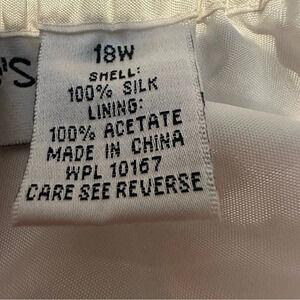 'S
18W
SHELL:
100% SILK
LINING:
100% ACETATE
MADE IN CHINA
WPL 10167
CARE SEE REVERSE